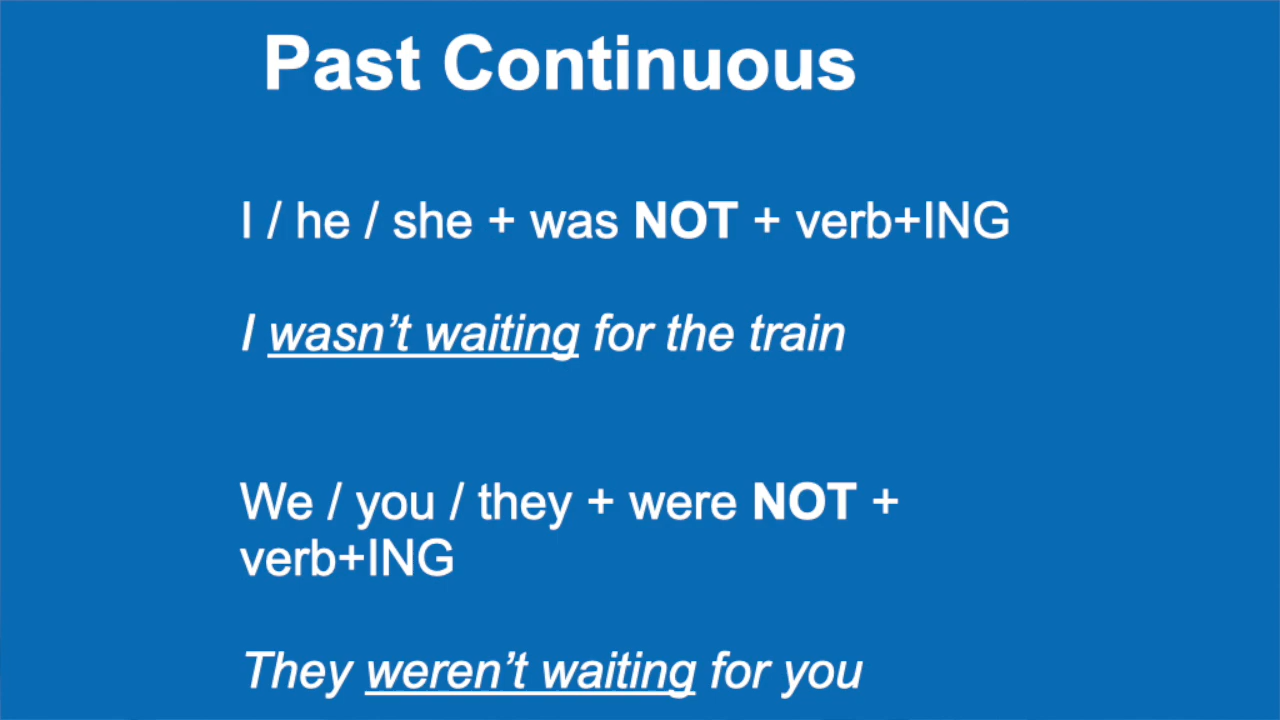 Past Continuous
I / he / she + was NOT + verb+ING
I wasn’t waiting for the train
We / you / they + were NOT +
verb+ING
They weren’t waiting for you